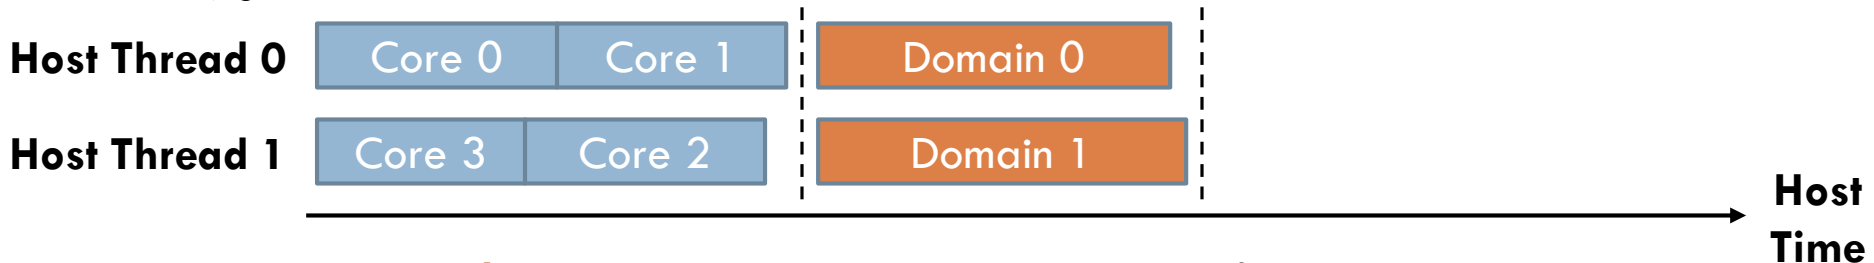 Host Thread 0 Core 0 Core 1 Domain 0
Host Thread 1 Core 3 Core 2 Domain 1
Host
Time